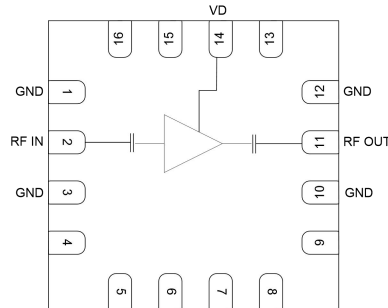 VD
16 15 14 13
GND 1 12 GND
RF IN 2 11 RF OUT
GND 3 10 GND
4 9
5 6 7 8